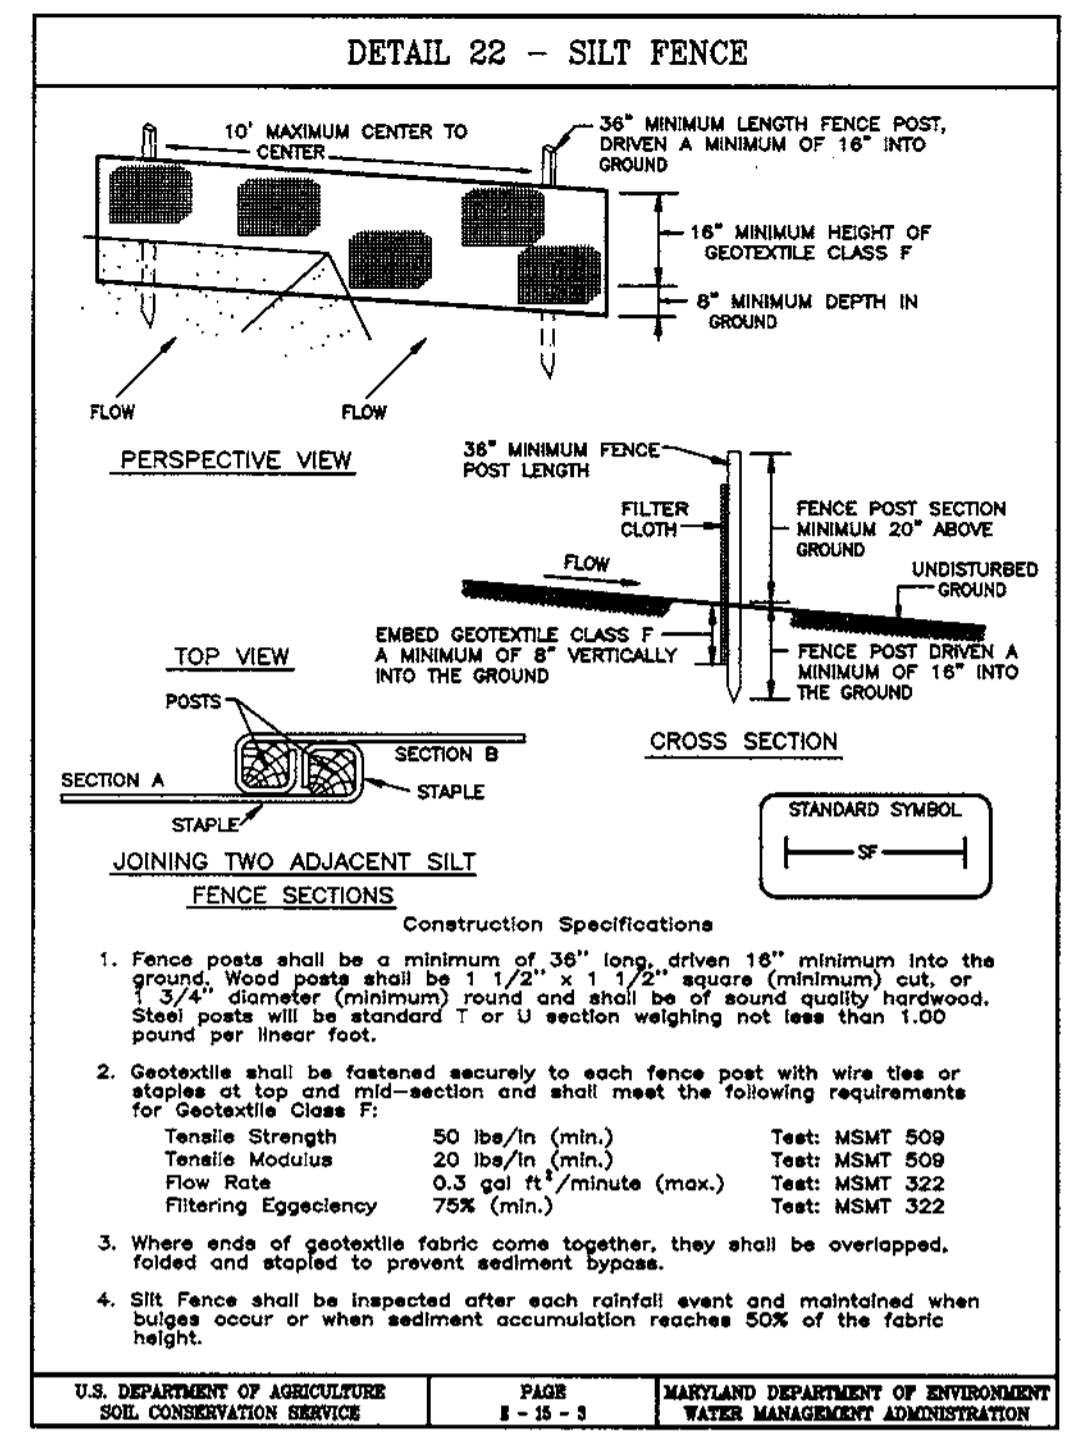 DETAIL 22 - SILT FENCE
10' MAXIMUM CENTER TO
CENTER
36" MINIMUM LENGTH FENCE POST,
DRIVEN A MINIMUM OF 16" INTO
GROUND
16" MINIMUM HEIGHT OF
GEOTEXTILE CLASS F
8" MINIMUM DEPTH IN
GROUND
FLOW
FLOW
PERSPECTIVE VIEW
36" MINIMUM FENCE
POST LENGTH
FILTER
CLOTH
FENCE POST SECTION
MINIMUM 20" ABOVE
GROUND
FLOW
UNDISTURBED
GROUND
EMBED GEOTEXTILE CLASS F
A MINIMUM OF 8" VERTICALLY
INTO THE GROUND
FENCE POST DRIVEN A
MINIMUM OF 16" INTO
THE GROUND
CROSS SECTION
TOP VIEW
POSTS
SECTION B
SECTION A
STAPLE
STAPLE
JOINING TWO ADJACENT SILT
FENCE SECTIONS
STANDARD SYMBOL
SF
Construction Specifications
1. Fence posts shall be a minimum of 36" long, driven 16" minimum into the
ground. Wood posts shall be 1 1/2" x 1 1/2" square (minimum) cut, or
1 3/4" diameter (minimum) round and shall be of sound quality hardwood.
Steel posts will be standard T or U section weighing not less than 1.00
pound per linear foot.
2. Geotextile shall be fastened securely to each fence post with wire ties or
staples at top and mid-section and shall meet the following requirements
for Geotextile Class F:
Tensile Strength 50 lbs/in (min.) Test: MSMT 509
Tensile Modulus 20 lbs/in (min.) Test: MSMT 509
Flow Rate 0.3 gal ft²/minute (max.) Test: MSMT 322
Filtering Eggeciency 75% (min.) Test: MSMT 322
3. Where ends of geotextile fabric come together, they shall be overlapped,
folded and stapled to prevent sediment bypass.
4. Silt Fence shall be inspected after each rainfall event and maintained when
bulges occur or when sediment accumulation reaches 50% of the fabric
height.
U.S. DEPARTMENT OF AGRICULTURE
SOIL CONSERVATION SERVICE
PAGE
E - 15 - 3
MARYLAND DEPARTMENT OF ENVIRONMENT
WATER MANAGEMENT ADMINISTRATION